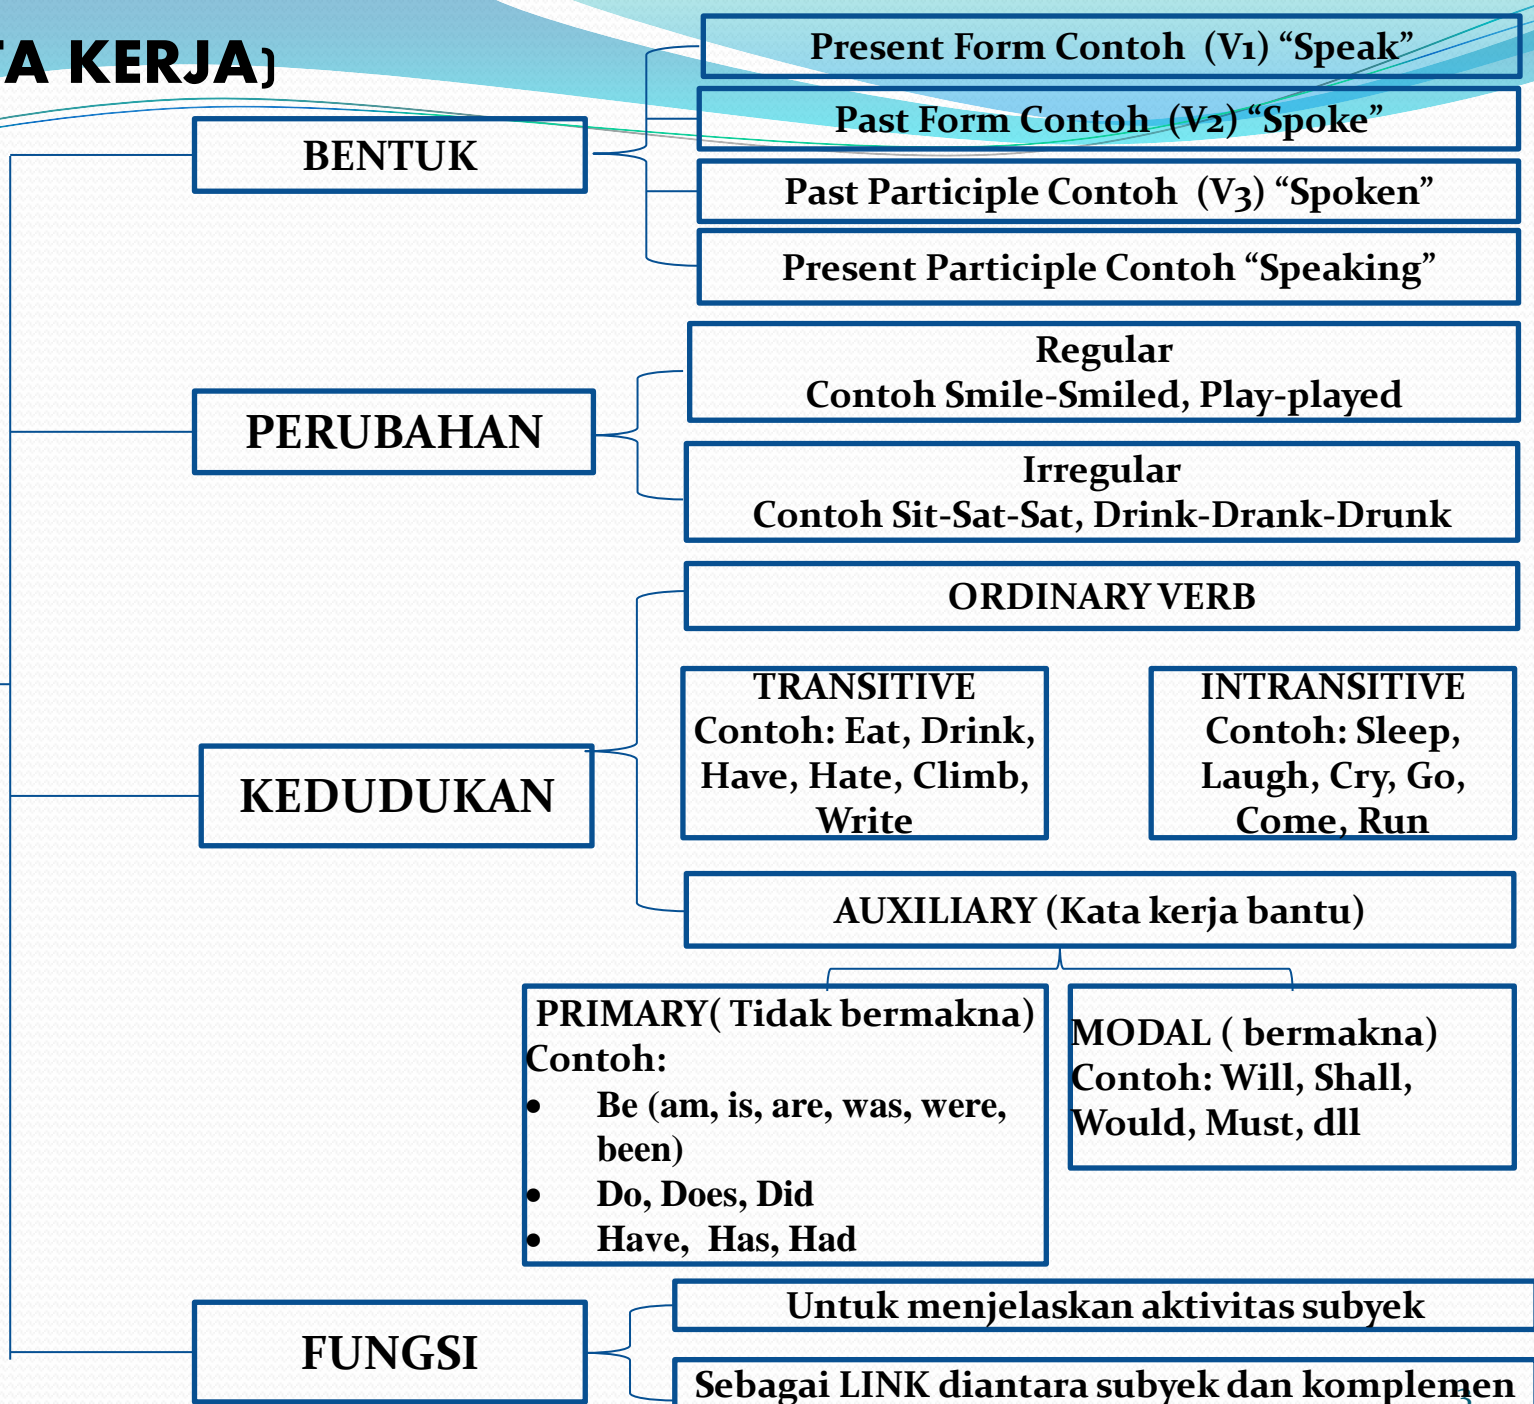 TA KERJA)
BENTUK
Present Form Contoh (V1) “Speak”
Past Form Contoh (V2) “Spoke”
Past Participle Contoh (V3) “Spoken”
Present Participle Contoh “Speaking”
PERUBAHAN
Regular
Contoh Smile-Smiled, Play-played
Irregular
Contoh Sit-Sat-Sat, Drink-Drank-Drunk
KEDUDUKAN
ORDINARY VERB
TRANSITIVE
Contoh: Eat, Drink,
Have, Hate, Climb,
Write
INTRANSITIVE
Contoh: Sleep,
Laugh, Cry, Go,
Come, Run
AUXILIARY (Kata kerja bantu)
PRIMARY( Tidak bermakna)
Contoh:
• Be (am, is, are, was, were,
been)
• Do, Does, Did
• Have, Has, Had
MODAL ( bermakna)
Contoh: Will, Shall,
Would, Must, dll
FUNGSI
Untuk menjelaskan aktivitas subyek
Sebagai LINK diantara subyek dan komplemen
3